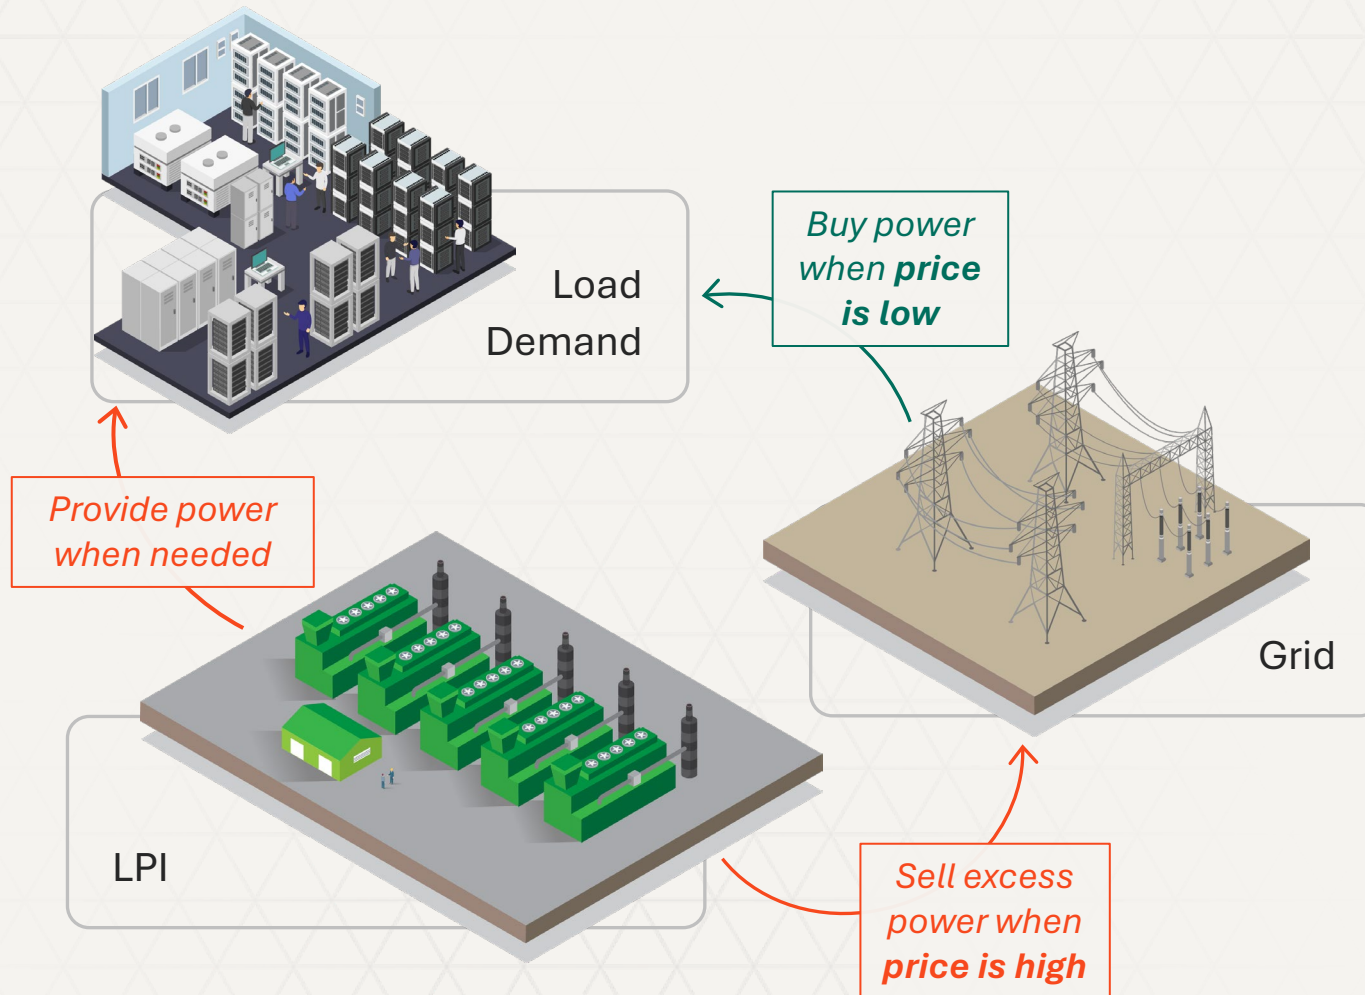 Load
Demand
Buy power
when price
is low
Provide power
when needed
Grid
LPI
Sell excess
power when
price is high